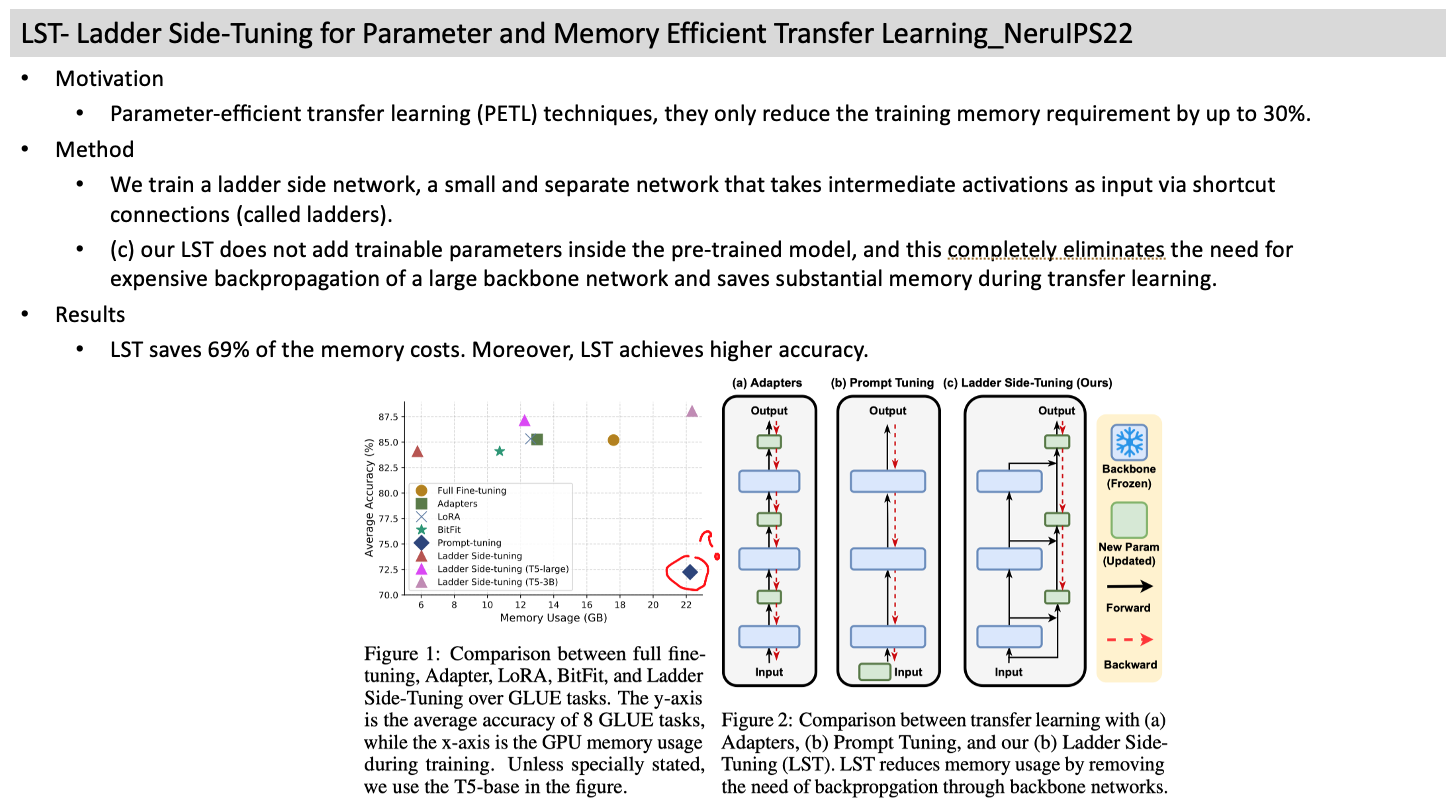 LST- Ladder Side-Tuning for Parameter and Memory Efficient Transfer Learning_NeruIPS22
• Motivation
• Parameter-efficient transfer learning (PETL) techniques, they only reduce the training memory requirement by up to 30%.
• Method
• We train a ladder side network, a small and separate network that takes intermediate activations as input via shortcut
connections (called ladders).
• (c) our LST does not add trainable parameters inside the pre-trained model, and this completely eliminates the need for
expensive backpropagation of a large backbone network and saves substantial memory during transfer learning.
• Results
• LST saves 69% of the memory costs. Moreover, LST achieves higher accuracy.
87.5
85.0
82.5
80.0
77.5
75.0
72.5
70.0
Average Accuracy (%)
Full Fine-tuning
Adapters
LoRA
BitFit
Prompt-tuning
Ladder Side-tuning
Ladder Side-tuning (T5-large)
Ladder Side-tuning (T5-3B)
6 8 10 12 14 16 18 20 22
Memory Usage (GB)
?
Figure 1: Comparison between full fine-
tuning, Adapter, LoRA, BitFit, and Ladder
Side-Tuning over GLUE tasks. The y-axis
is the average accuracy of 8 GLUE tasks,
while the x-axis is the GPU memory usage
during training. Unless specially stated,
we use the T5-base in the figure.
(a) Adapters
Output
Input
(b) Prompt Tuning
Output
Input
(c) Ladder Side-Tuning (Ours)
Output
Input
Backbone
(Frozen)
New Param
(Updated)
Forward
Backward
Figure 2: Comparison between transfer learning with (a)
Adapters, (b) Prompt Tuning, and our (b) Ladder Side-
Tuning (LST). LST reduces memory usage by removing
the need of backpropgation through backbone networks.